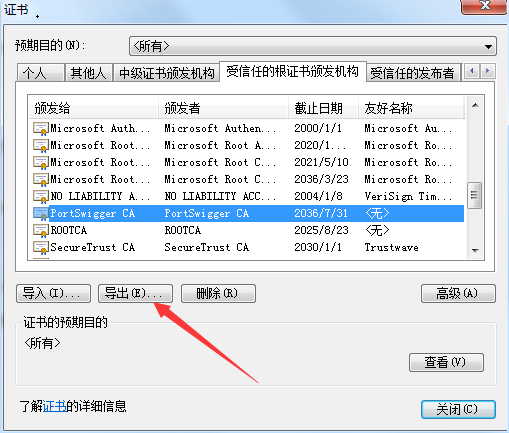 证书
预期目的(N):
<所有>
个人 其他人 中级证书颁发机构 受信任的根证书颁发机构 受信任的发布者
颁发给 颁发者 截止日期 友好名称
Microsoft Auth... Microsoft Authen... 2000/1/1 Microsoft Au...
Microsoft Root... Microsoft Root A... 2020/1... Microsoft Ro...
Microsoft Root... Microsoft Root C... 2021/5/10 Microsoft Ro...
Microsoft Root... Microsoft Root C... 2036/3/23 Microsoft Ro...
NO LIABILITY A... NO LIABILITY ACC... 2004/1/8 VeriSign Tim...
PortSwigger CA PortSwigger CA 2036/7/31 <无>
ROOTCA ROOTCA 2025/8/23 <无>
SecureTrust CA SecureTrust CA 2030/1/1 Trustwave
导入(I)... 导出(E)... 删除(R) 高级(A)
证书的预期目的
<所有>
查看(V)
了解证书的详细信息
关闭(C)